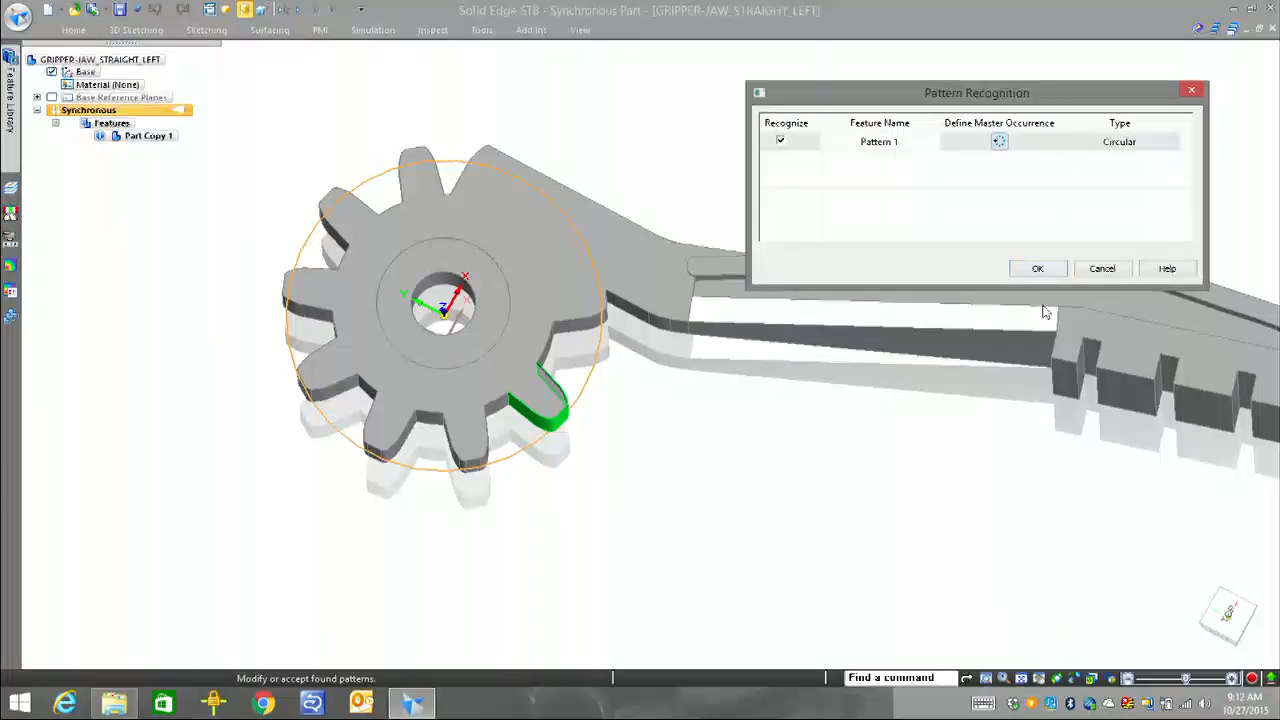 Solid Edge ST8 - Synchronous Part - [GRIPPER-JAW_STRAIGHT_LEFT]
Home 3D Sketching Sketching Surfacing PMI Simulation Inspect Tools Add Ins View
Feature Library
GRIPPER-JAW_STRAIGHT_LEFT
Base
Material (None)
Base Reference Planes
Synchronous
Features
Part Copy 1
Pattern Recognition
Recognize Feature Name Define Master Occurrence Type
Pattern 1 Circular
OK Cancel Help
X
Y
Z
TOP
Modify or accept found patterns.
Find a command
9:12 AM
10/27/2015